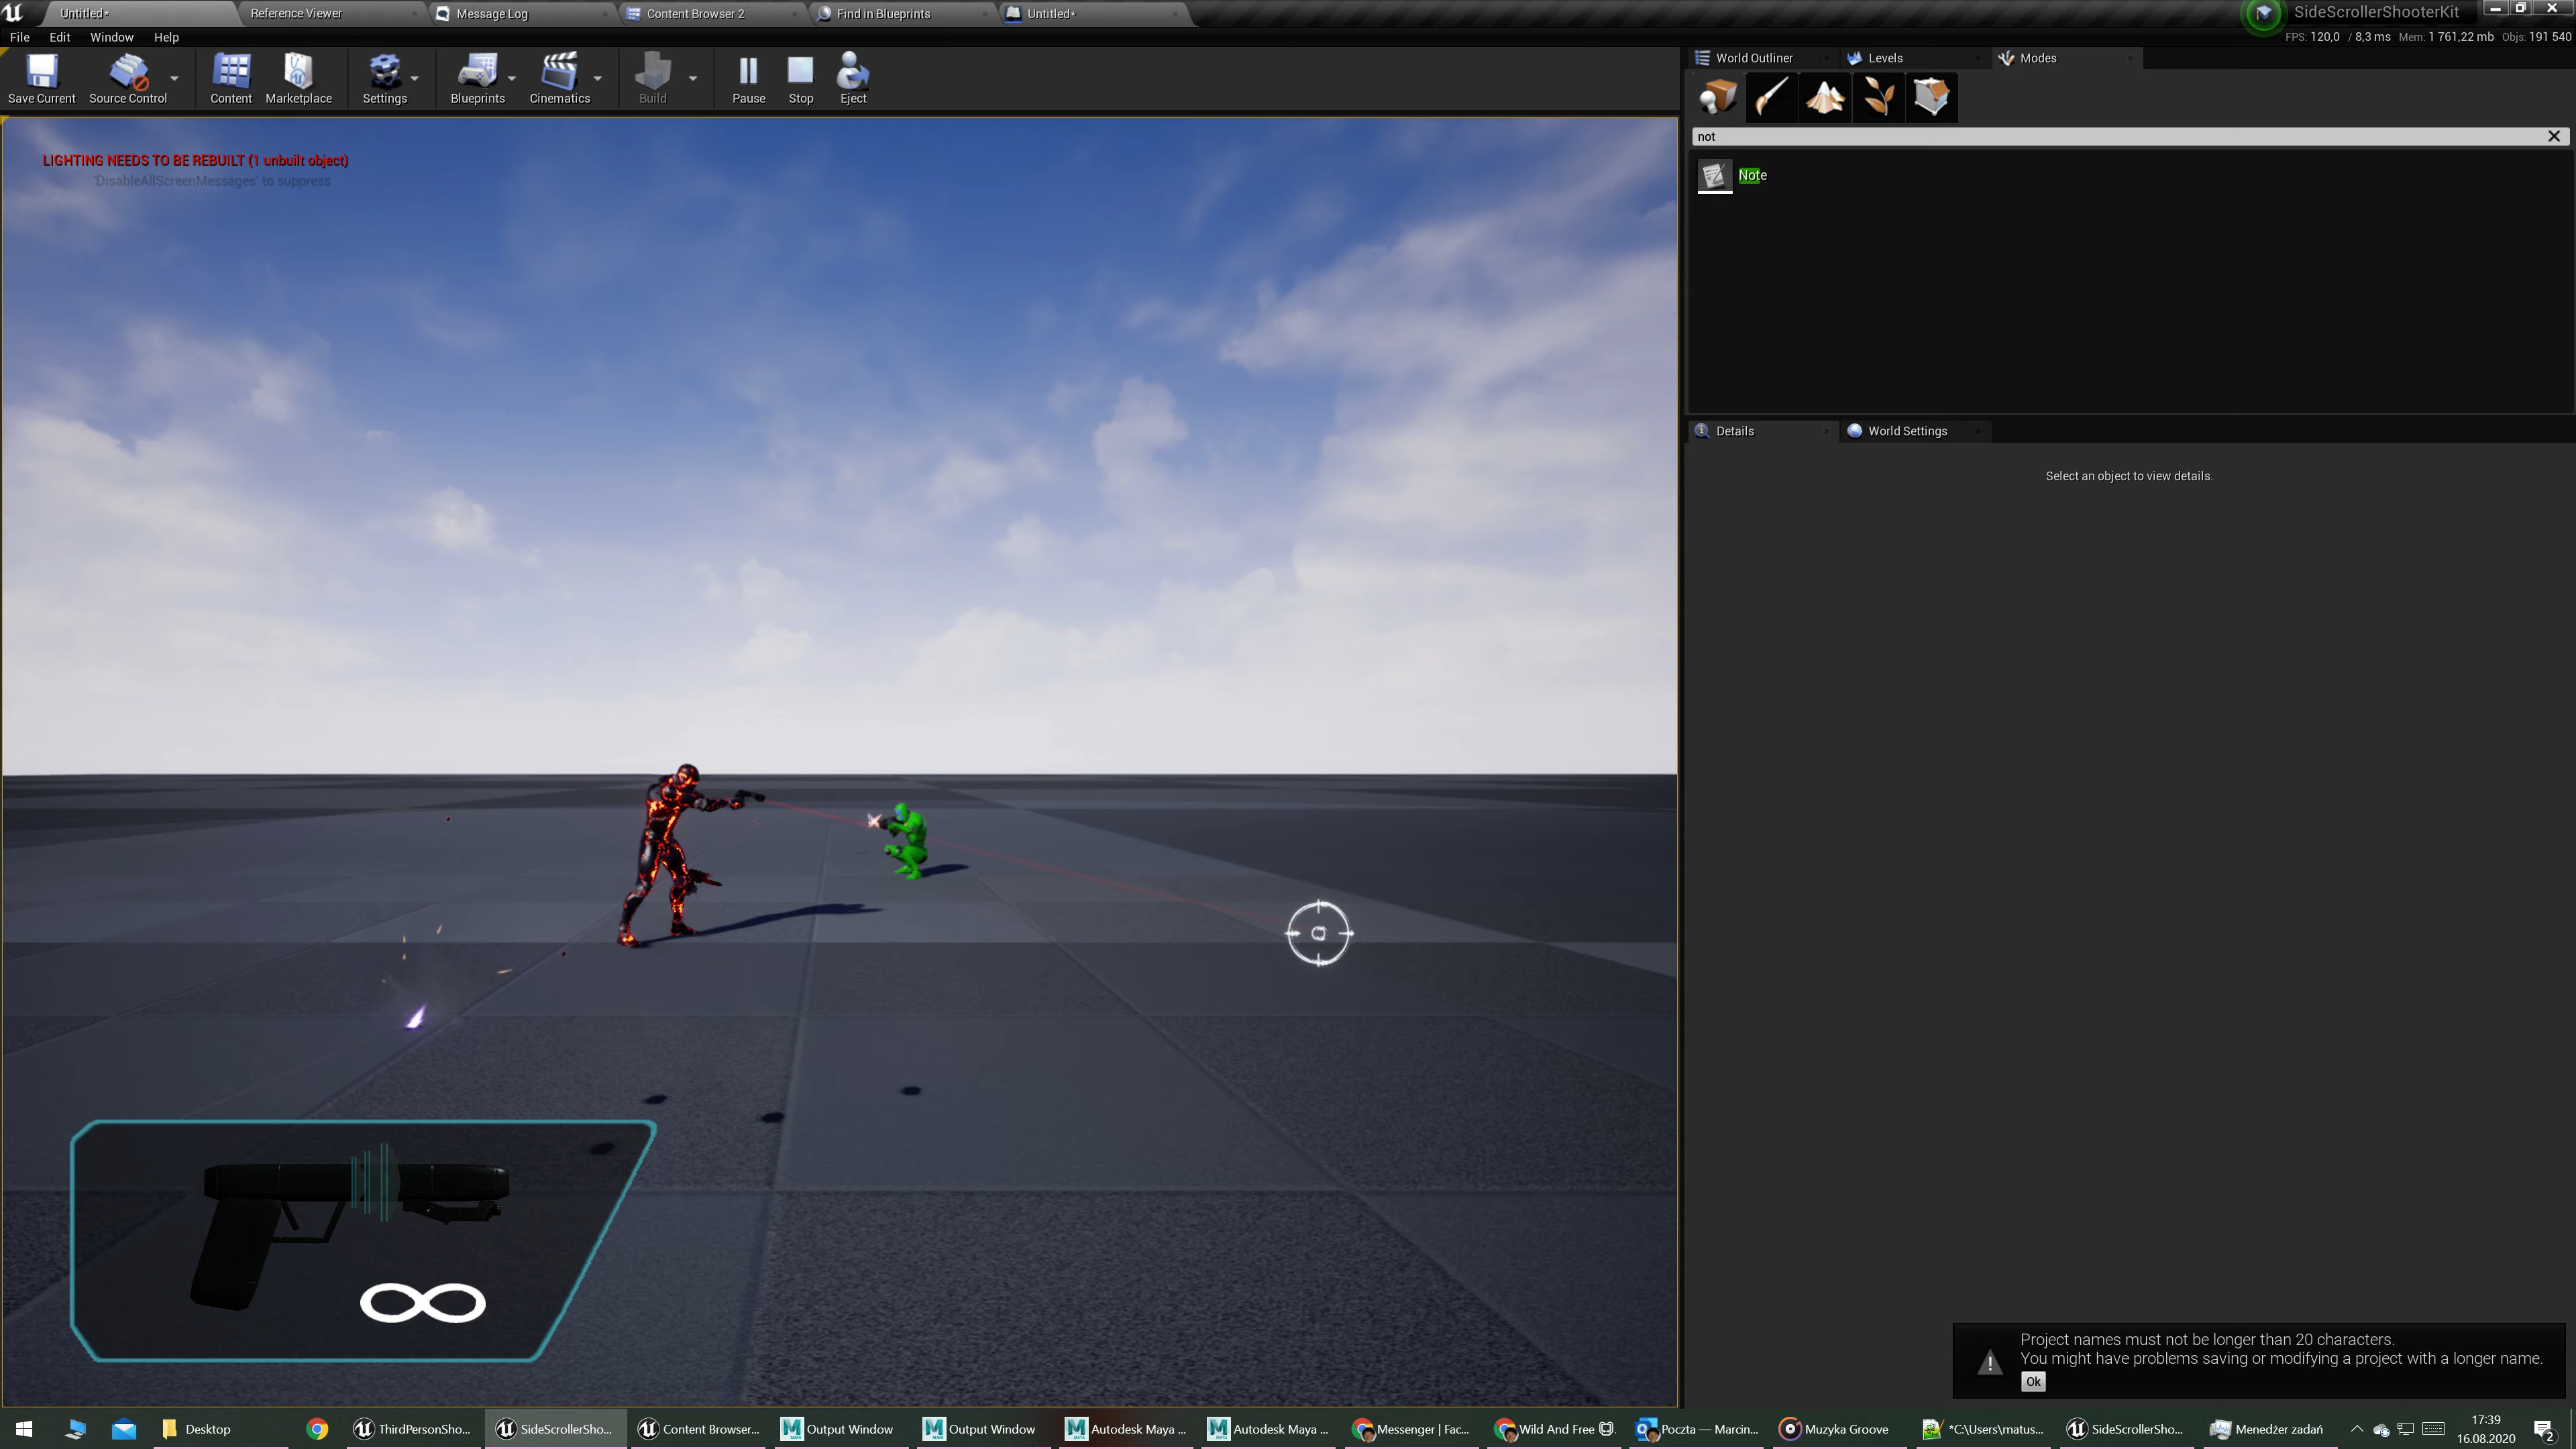 Untitled•
Reference Viewer
Message Log
Content Browser 2
Find in Blueprints
Untitled•
SideScrollerShooterKit
File Edit Window Help
FPS: 120,0 / 8,3 ms Mem: 1 761,22 mb Objs: 191 540
Save Current
Source Control
Content
Marketplace
Settings
Blueprints
Cinematics
Build
Pause
Stop
Eject
World Outliner
Levels
Modes
not
Note
LIGHTING NEEDS TO BE REBUILT (1 unbuilt object)
'DisableAllScreenMessages' to suppress
Details
World Settings
Select an object to view details.
Project names must not be longer than 20 characters.
You might have problems saving or modifying a project with a longer name.
Ok
Desktop
ThirdPersonSho...
SideScrollerSho...
Content Browser...
Output Window
Output Window
Autodesk Maya ...
Autodesk Maya ...
Messenger | Fac...
Wild And Free
Poczta — Marcin...
Muzyka Groove
*C:\Users\matus...
SideScrollerSho...
Menedżer zadań
17:39
16.08.2020
2